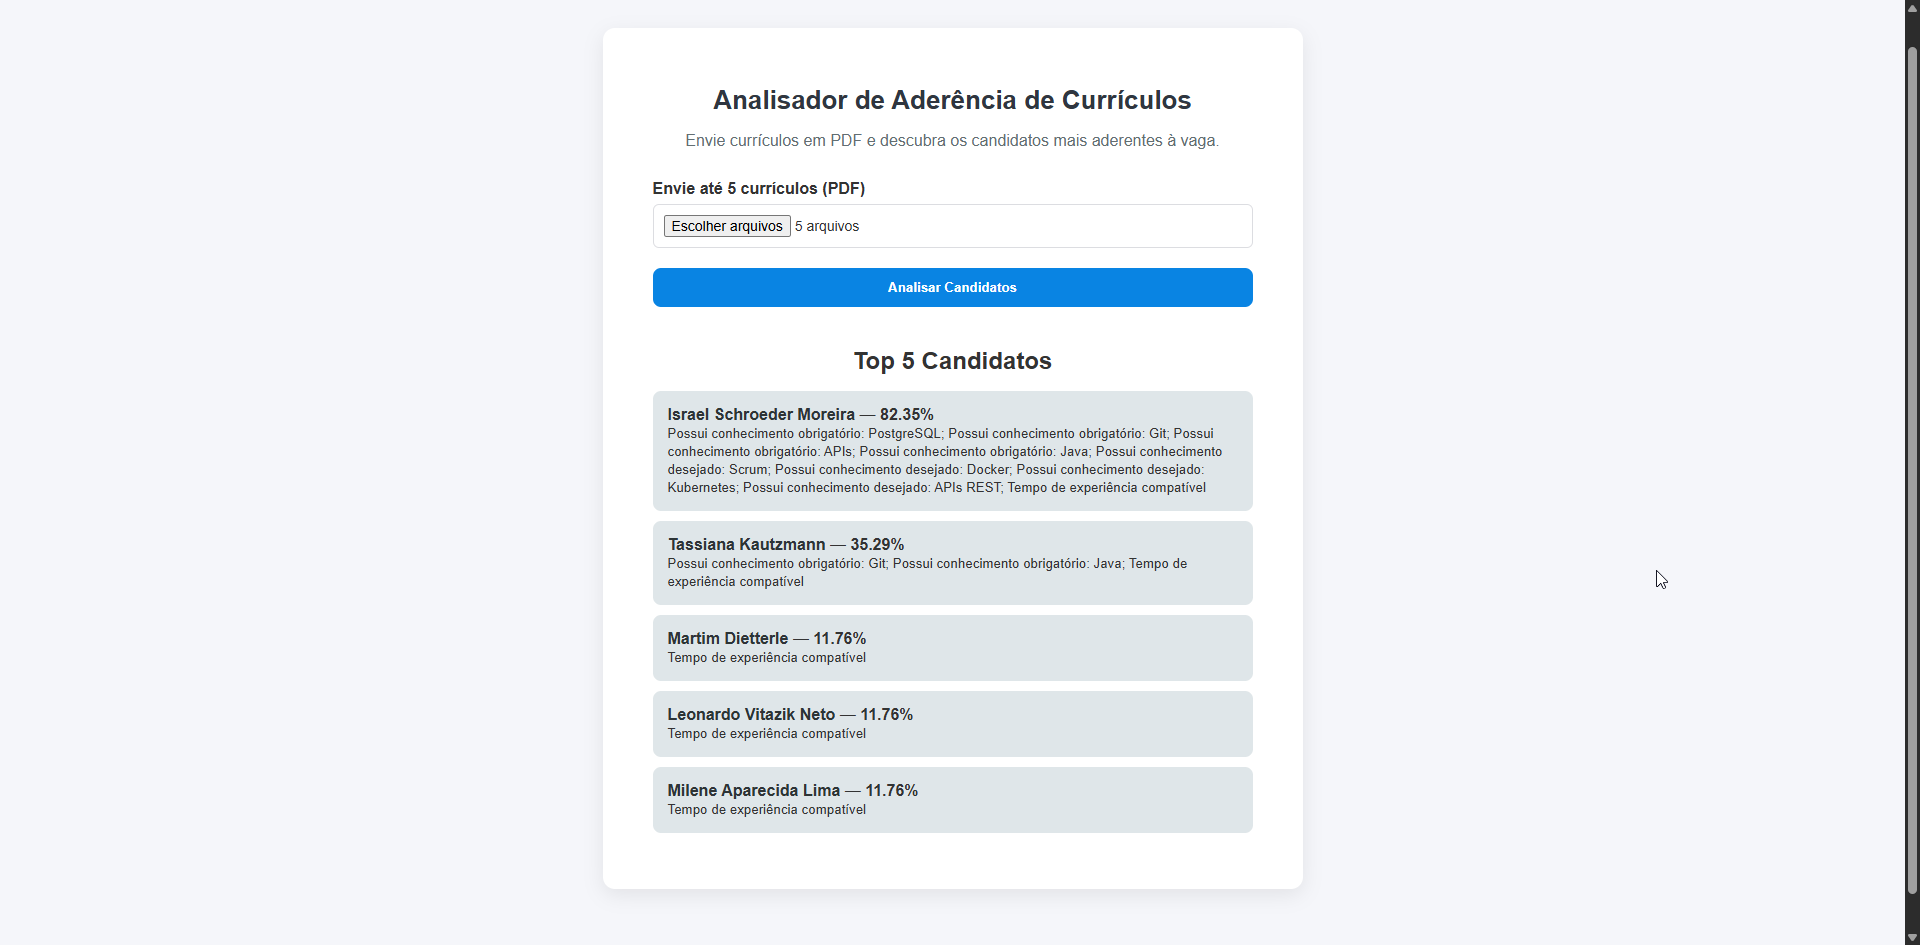 Analisador de Aderência de Currículos
Envie currículos em PDF e descubra os candidatos mais aderentes à vaga.
Envie até 5 currículos (PDF)
Escolher arquivos 5 arquivos
Analisar Candidatos
Top 5 Candidatos
Israel Schroeder Moreira — 82.35%
Possui conhecimento obrigatório: PostgreSQL; Possui conhecimento obrigatório: Git; Possui
conhecimento obrigatório: APIs; Possui conhecimento obrigatório: Java; Possui conhecimento
desejado: Scrum; Possui conhecimento desejado: Docker; Possui conhecimento desejado:
Kubernetes; Possui conhecimento desejado: APIs REST; Tempo de experiência compatível
Tassiana Kautzmann — 35.29%
Possui conhecimento obrigatório: Git; Possui conhecimento obrigatório: Java; Tempo de
experiência compatível
Martim Dietterle — 11.76%
Tempo de experiência compatível
Leonardo Vitazik Neto — 11.76%
Tempo de experiência compatível
Milene Aparecida Lima — 11.76%
Tempo de experiência compatível